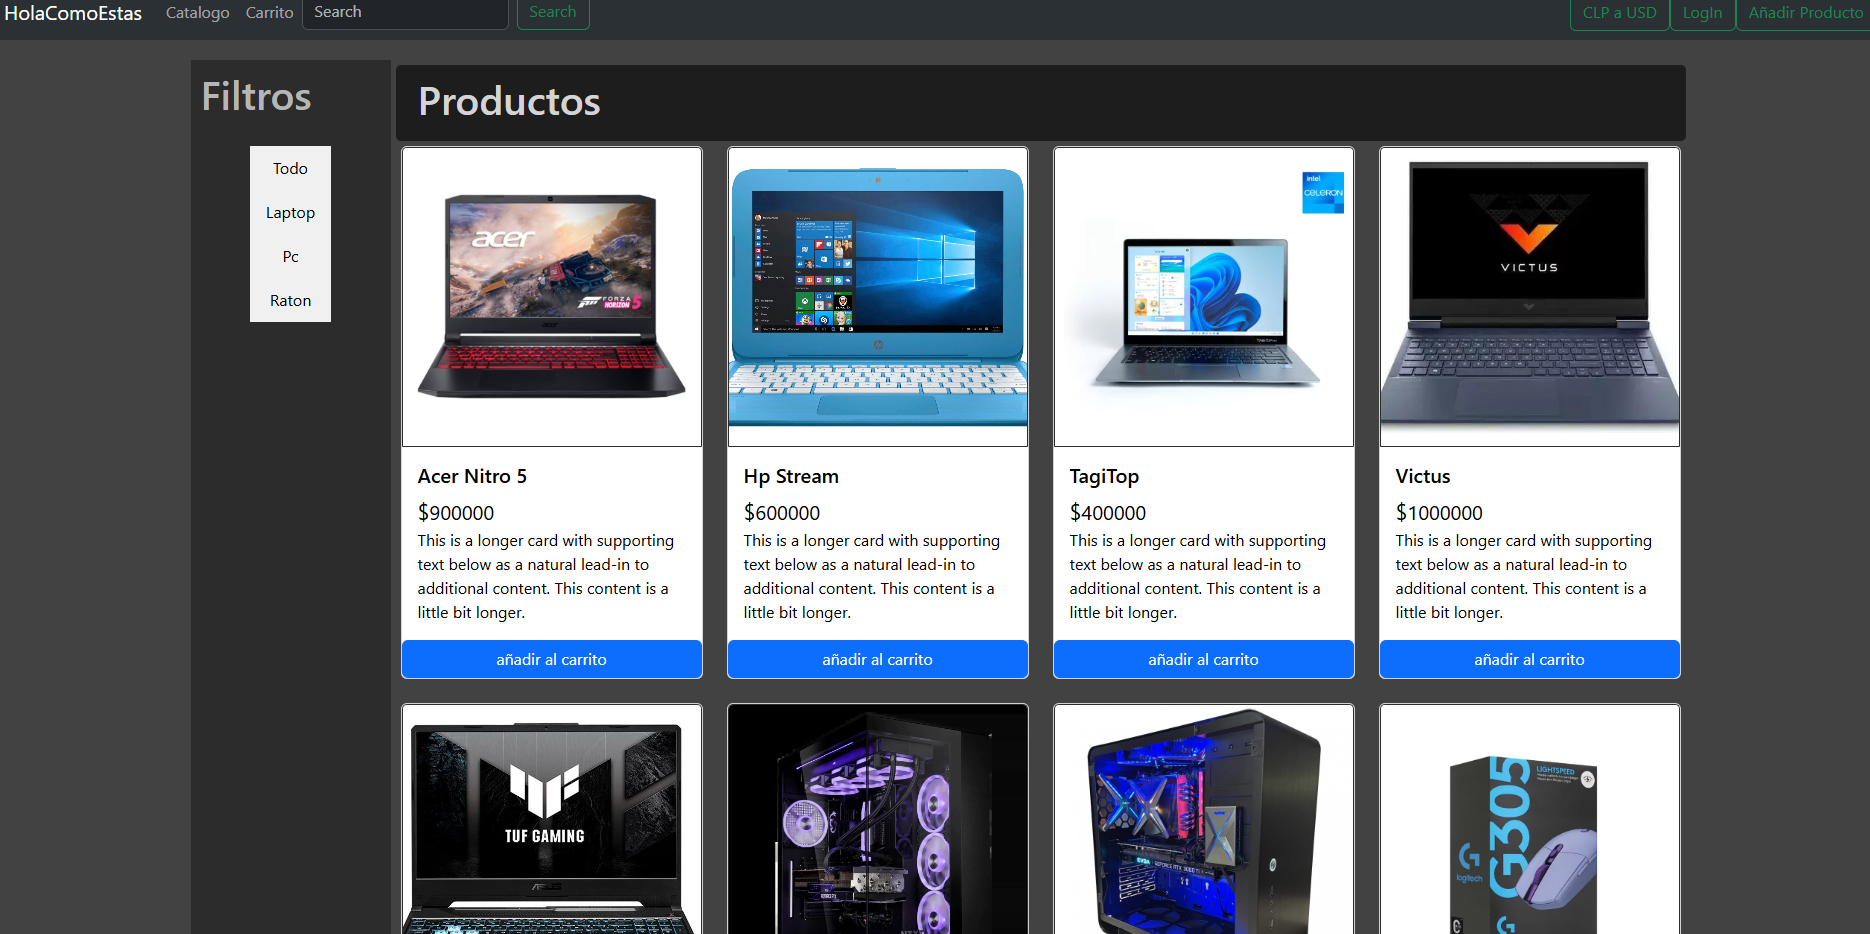 HolaComoEstas Catalogo Carrito Search Search CLP a USD LogIn Añadir Producto
Filtros
Todo
Laptop
Pc
Raton
Productos
acer
FORZA
HORIZON 5
acer
intel
CELERON
VICTUS
Acer Nitro 5
$900000
This is a longer card with supporting
text below as a natural lead-in to
additional content. This content is a
little bit longer.
añadir al carrito
Hp Stream
$600000
This is a longer card with supporting
text below as a natural lead-in to
additional content. This content is a
little bit longer.
añadir al carrito
TagiTop
$400000
This is a longer card with supporting
text below as a natural lead-in to
additional content. This content is a
little bit longer.
añadir al carrito
Victus
$1000000
This is a longer card with supporting
text below as a natural lead-in to
additional content. This content is a
little bit longer.
añadir al carrito
TUF GAMING
ASUS
EVGA
GEFORCE RTX
LIGHTSPEED
G305
logitech
G